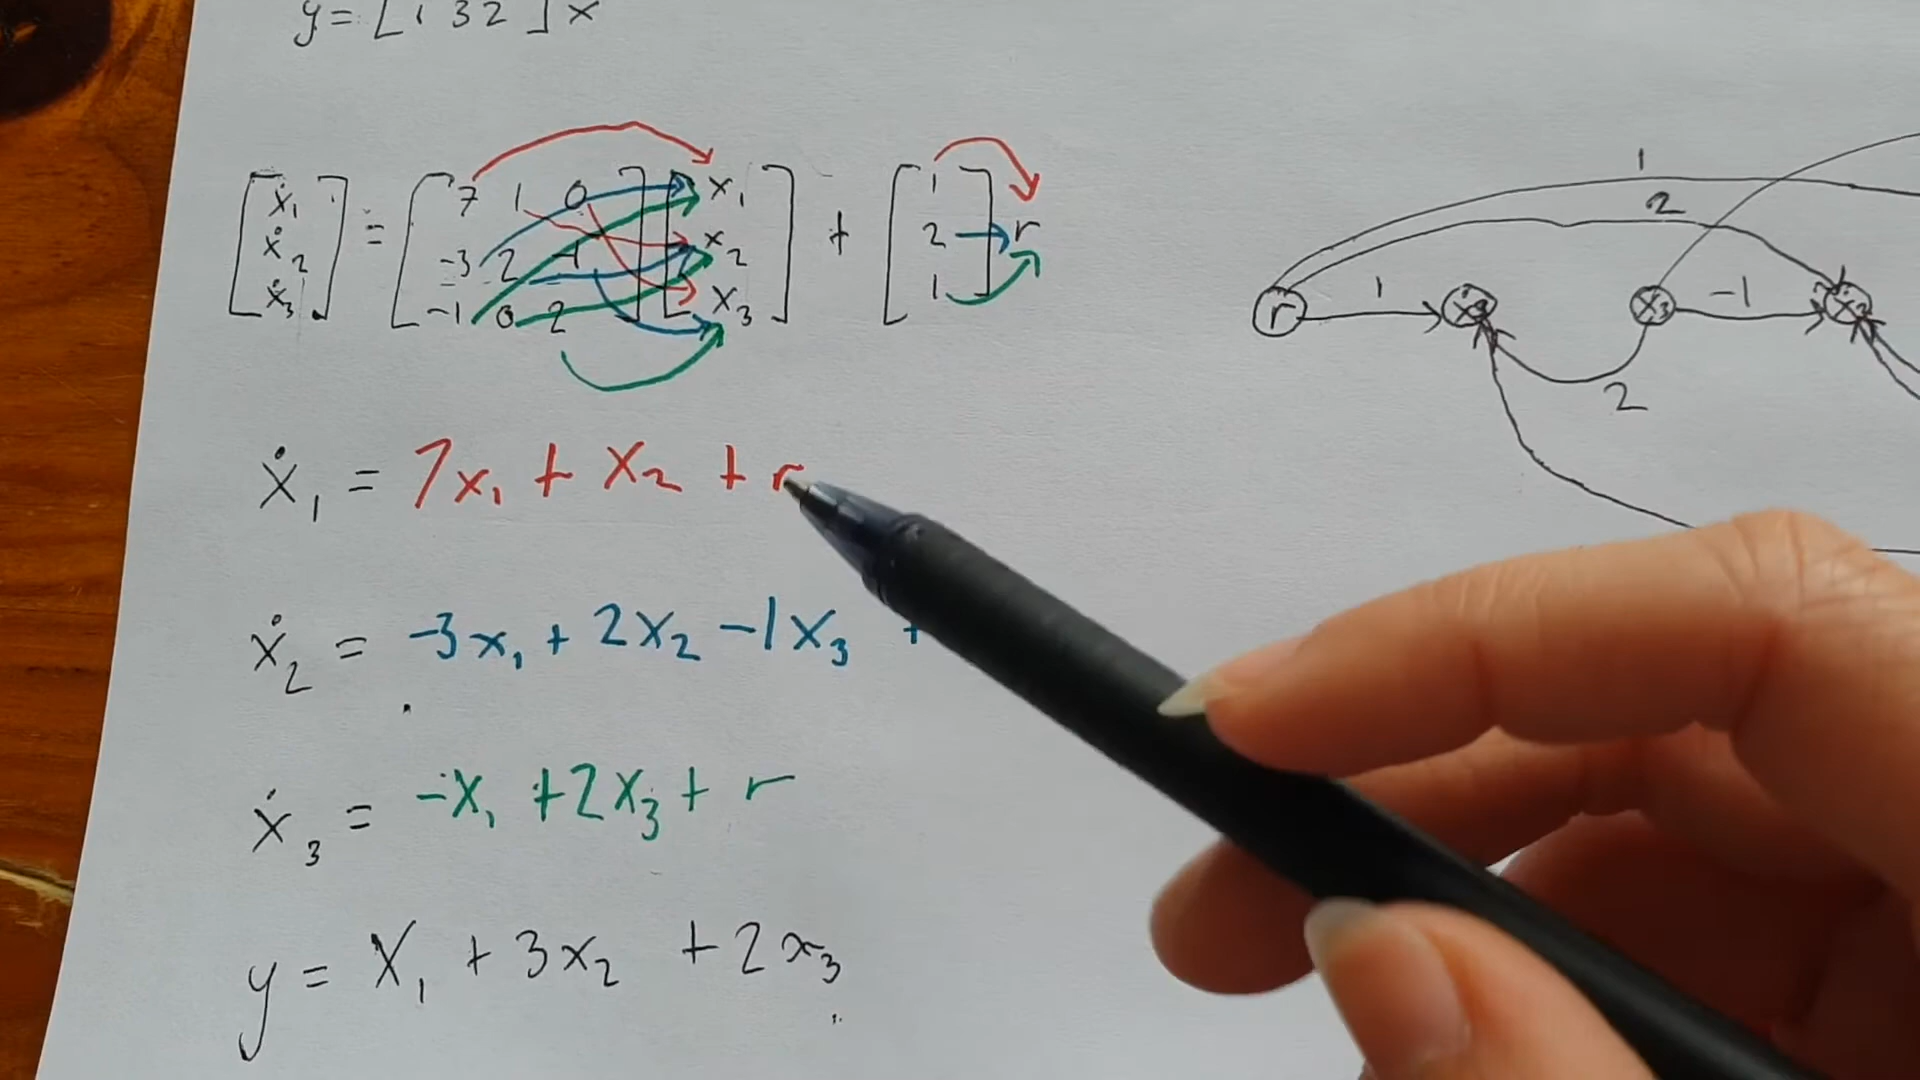 y = [ 1 3 2 ] x
[ ẋ₁ ẋ₂ ẋ₃ ] = [ 7 1 0 -3 2 -1 -1 0 2 ] [ x₁ x₂ x₃ ] + [ 1 2 1 ] r
ẋ₁ = 7x₁ + x₂ + r
ẋ₂ = -3x₁ + 2x₂ -1x₃ +
ẋ₃ = -x₁ + 2x₃ + r
y = x₁ + 3x₂ + 2x₃
1
2
r 1 ẋ₃ x₃ -1 ẋ₂
2